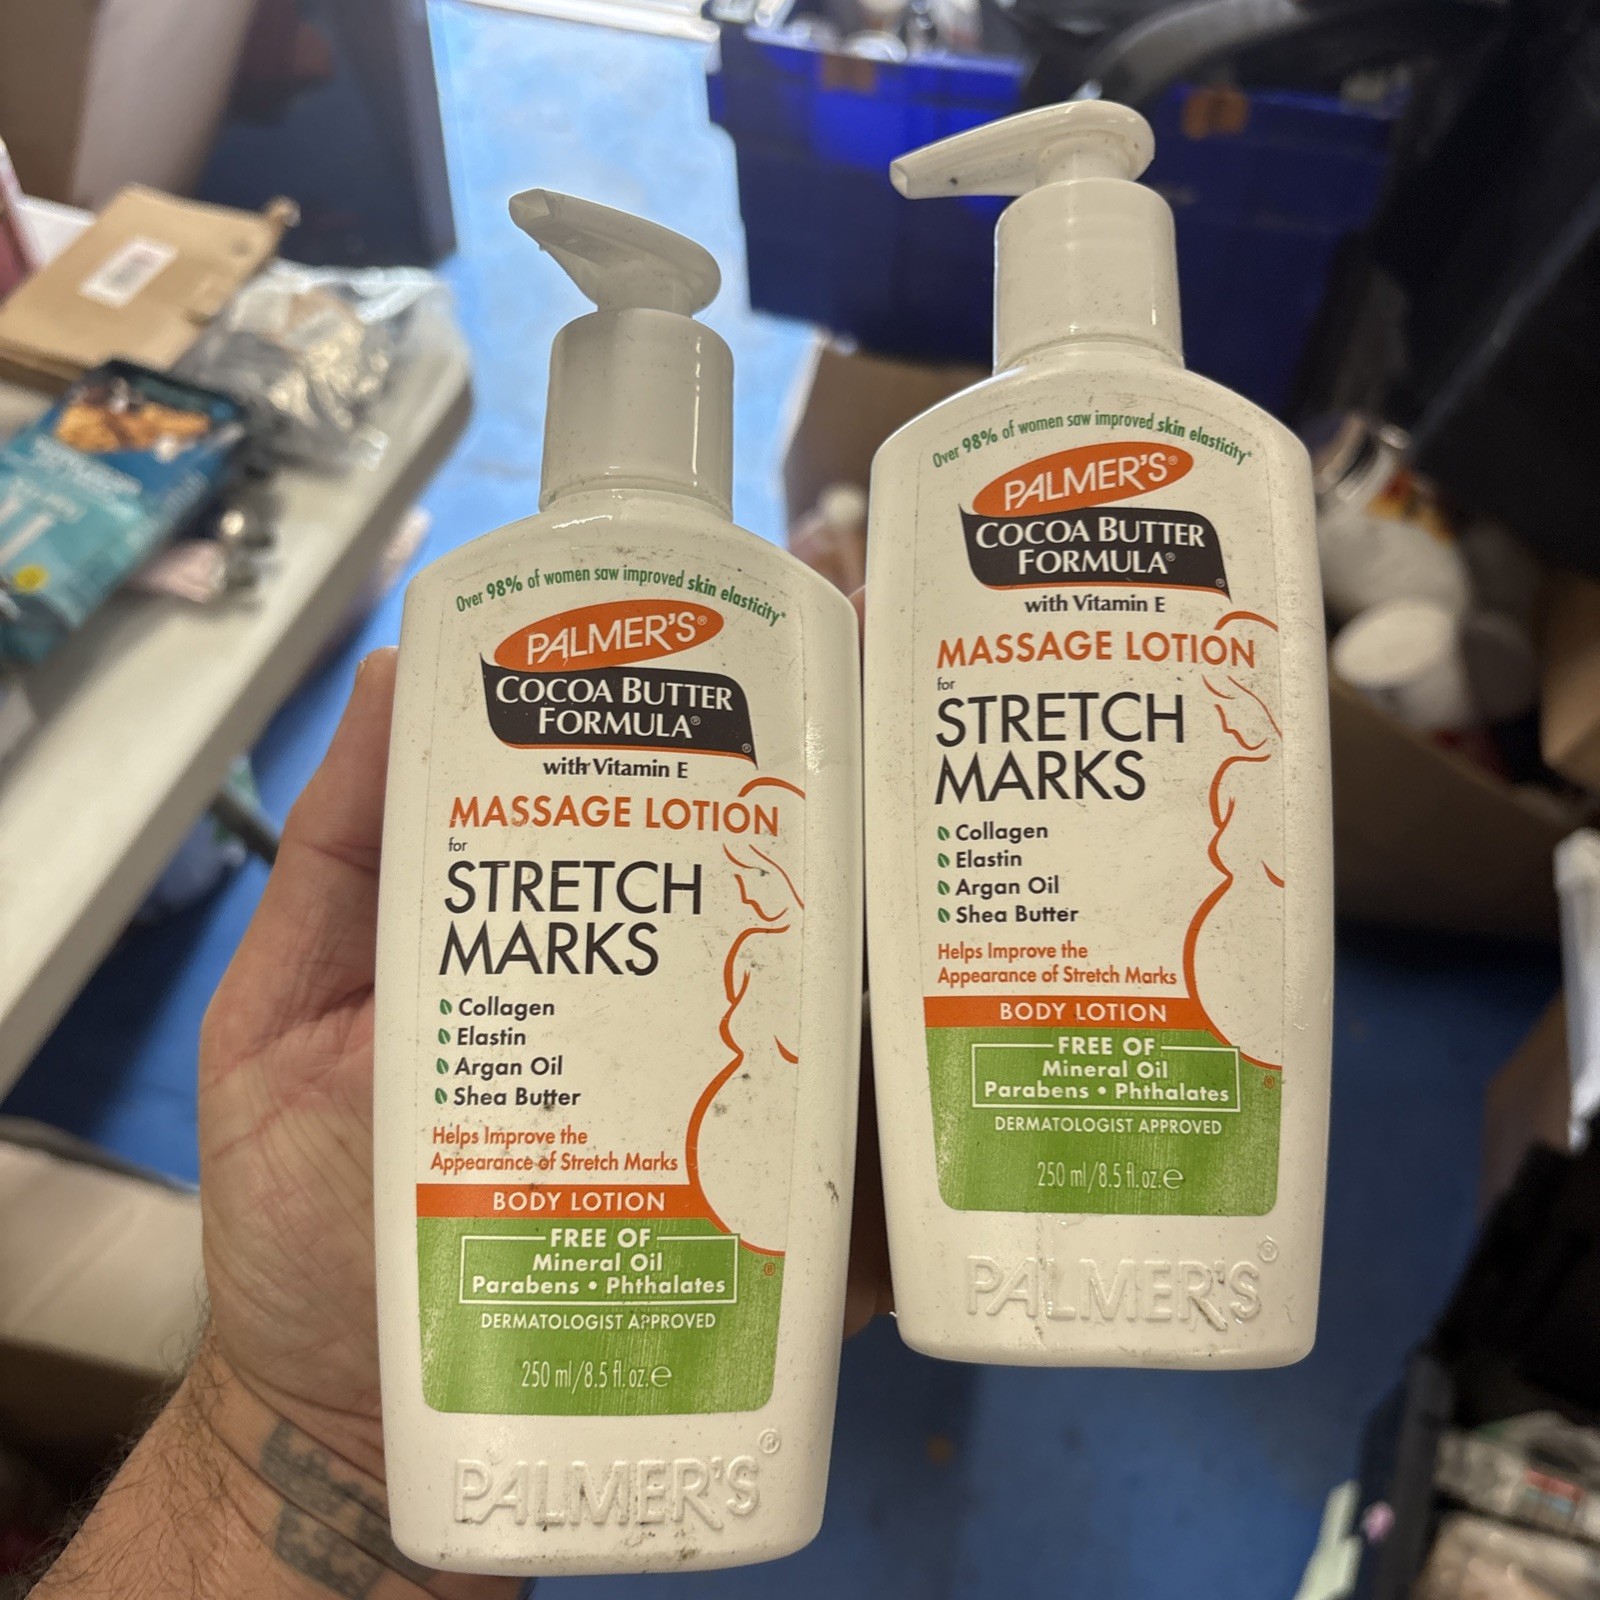 Over 98% of women saw improved skin elasticity*
PALMER'S®
COCOA BUTTER
FORMULA®
®
with Vitamin E
MASSAGE LOTION
for
STRETCH
MARKS
Collagen
Elastin
Argan Oil
Shea Butter
Helps Improve the
Appearance of Stretch Marks
BODY LOTION
FREE OF
Mineral Oil
Parabens • Phthalates
®
DERMATOLOGIST APPROVED
250 ml/8.5 fl. oz. ℮
PALMER'S®
Over 98% of women saw improved skin elasticity*
PALMER'S®
COCOA BUTTER
FORMULA®
®
with Vitamin E
MASSAGE LOTION
for
STRETCH
MARKS
Collagen
Elastin
Argan Oil
Shea Butter
Helps Improve the
Appearance of Stretch Marks
BODY LOTION
FREE OF
Mineral Oil
Parabens • Phthalates
®
DERMATOLOGIST APPROVED
250 ml/8.5 fl. oz. ℮
PALMER'S®